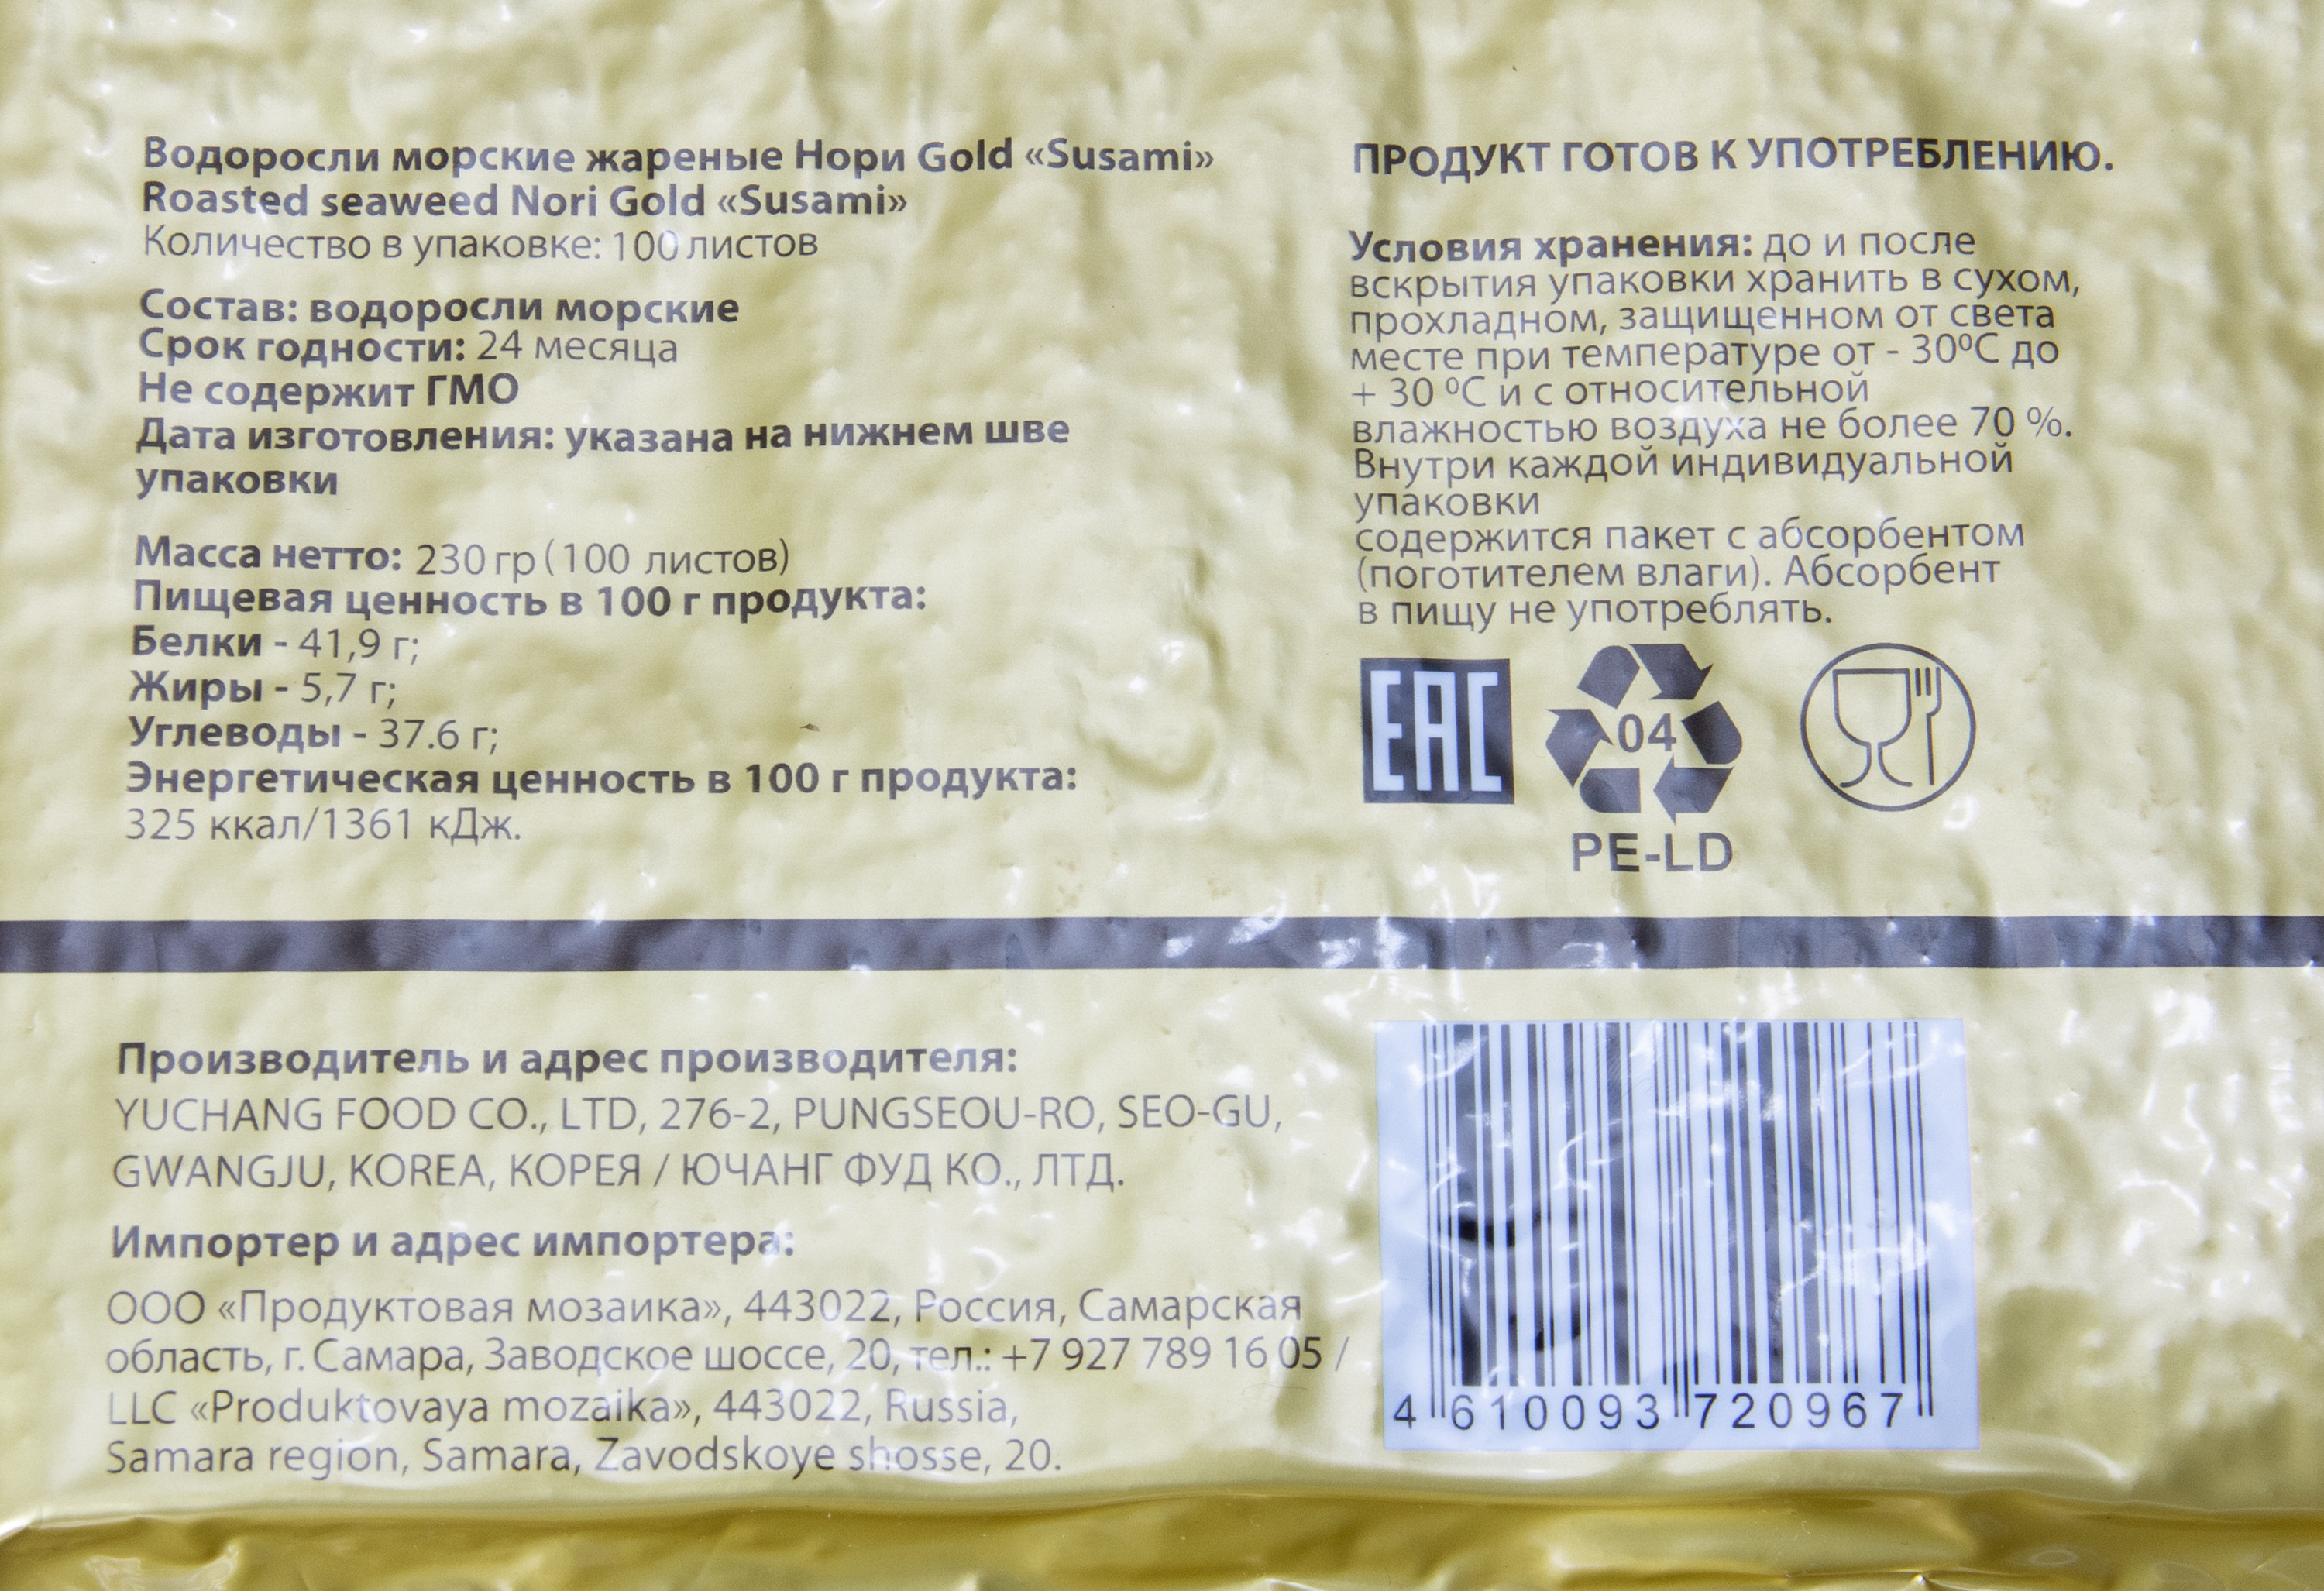 Водоросли морские жареные Нори Gold «Susami»
Roasted seaweed Nori Gold «Susami»
Количество в упаковке: 100 листов
Состав: водоросли морские
Срок годности: 24 месяца
Не содержит ГМО
Дата изготовления: указана на нижнем шве
упаковки
Масса нетто: 230 гр (100 листов)
Пищевая ценность в 100 г продукта:
Белки - 41,9 г;
Жиры - 5,7 г;
Углеводы - 37.6 г;
Энергетическая ценность в 100 г продукта:
325 ккал/1361 кДж.
ПРОДУКТ ГОТОВ К УПОТРЕБЛЕНИЮ.
Условия хранения: до и после
вскрытия упаковки хранить в сухом,
прохладном, защищенном от света
месте при температуре от - 30ºС до
+ 30 ºС и с относительной
влажностью воздуха не более 70 %.
Внутри каждой индивидуальной
упаковки
содержится пакет с абсорбентом
(поготителем влаги). Абсорбент
в пищу не употреблять.
EAC
04
PE-LD
Производитель и адрес производителя:
YUCHANG FOOD CO., LTD, 276-2, PUNGSEOU-RO, SEO-GU,
GWANGJU, KOREA, КОРЕЯ / ЮЧАНГ ФУД КО., ЛТД.
Импортер и адрес импортера:
ООО «Продуктовая мозаика», 443022, Россия, Самарская
область, г. Самара, Заводское шоссе, 20, тел.: +7 927 789 16 05 /
LLC «Produktovaya mozaika», 443022, Russia,
Samara region, Samara, Zavodskoye shosse, 20.
4 610093 720967